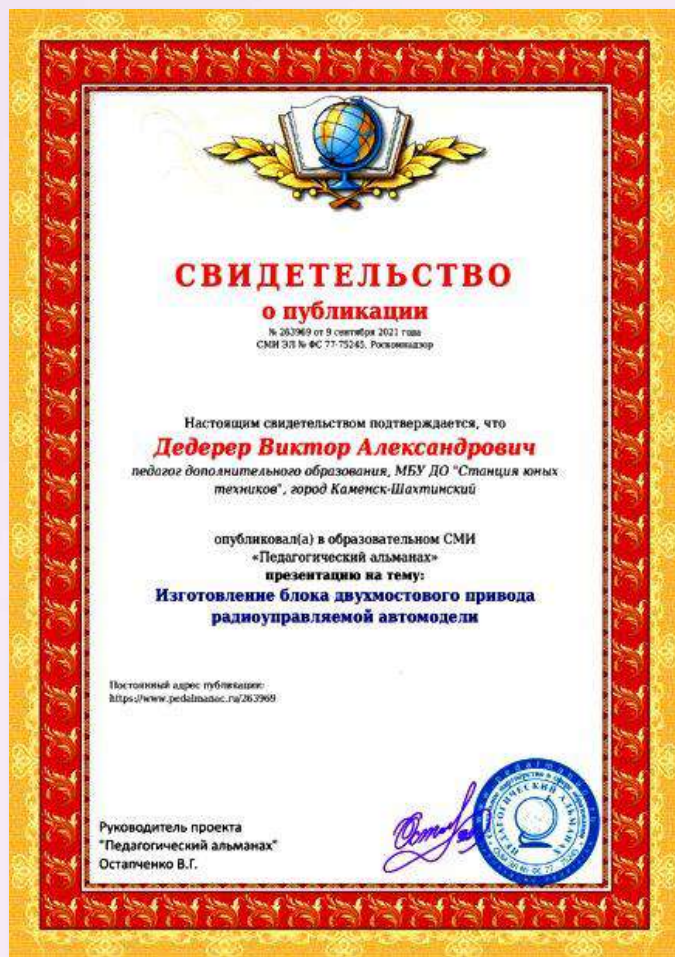 СВИДЕТЕЛЬСТВО
о публикации
№ 263969 от 9 сентября 2021 года
СМИ ЭЛ № ФС 77-75245, Роскомнадзор
Настоящим свидетельством подтверждается, что
Дедерер Виктор Александрович
педагог дополнительного образования, МБУ ДО "Станция юных
техников", город Каменск-Шахтинский
опубликовал(а) в образовательном СМИ
«Педагогический альманах»
презентацию на тему:
Изготовление блока двухмостового привода
радиоуправляемой автомодели
Постоянный адрес публикации:
https://www.pedalmanac.ru/263969
Руководитель проекта
"Педагогический альманах"
Остапченко В.Г.
ПЕДАГОГИЧЕСКИЙ АЛЬМАНАХ